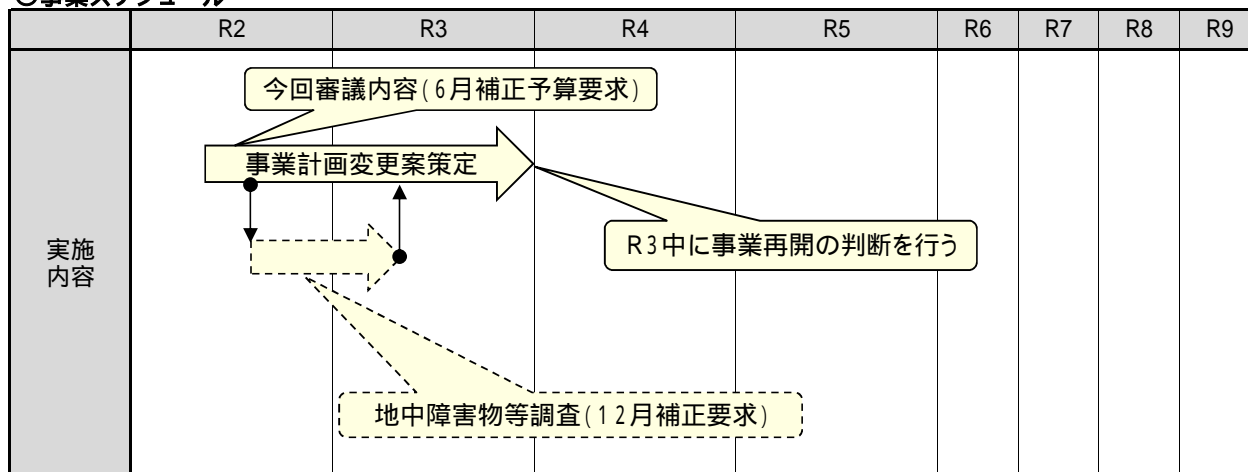 ○事業スケジュール
R2 R3 R4 R5 R6 R7 R8 R9
今回審議内容(6月補正予算要求)
事業計画変更案策定
R3中に事業再開の判断を行う
実施
内容
地中障害物等調査(12月補正要求)